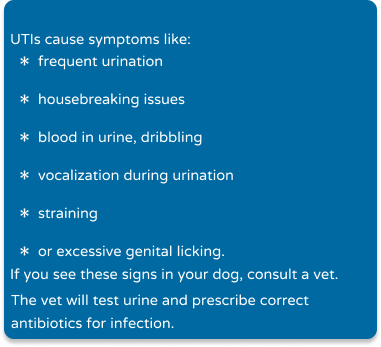 UTIs cause symptoms like:
* frequent urination
* housebreaking issues
* blood in urine, dribbling
* vocalization during urination
* straining
* or excessive genital licking.
If you see these signs in your dog, consult a vet.
The vet will test urine and prescribe correct
antibiotics for infection.